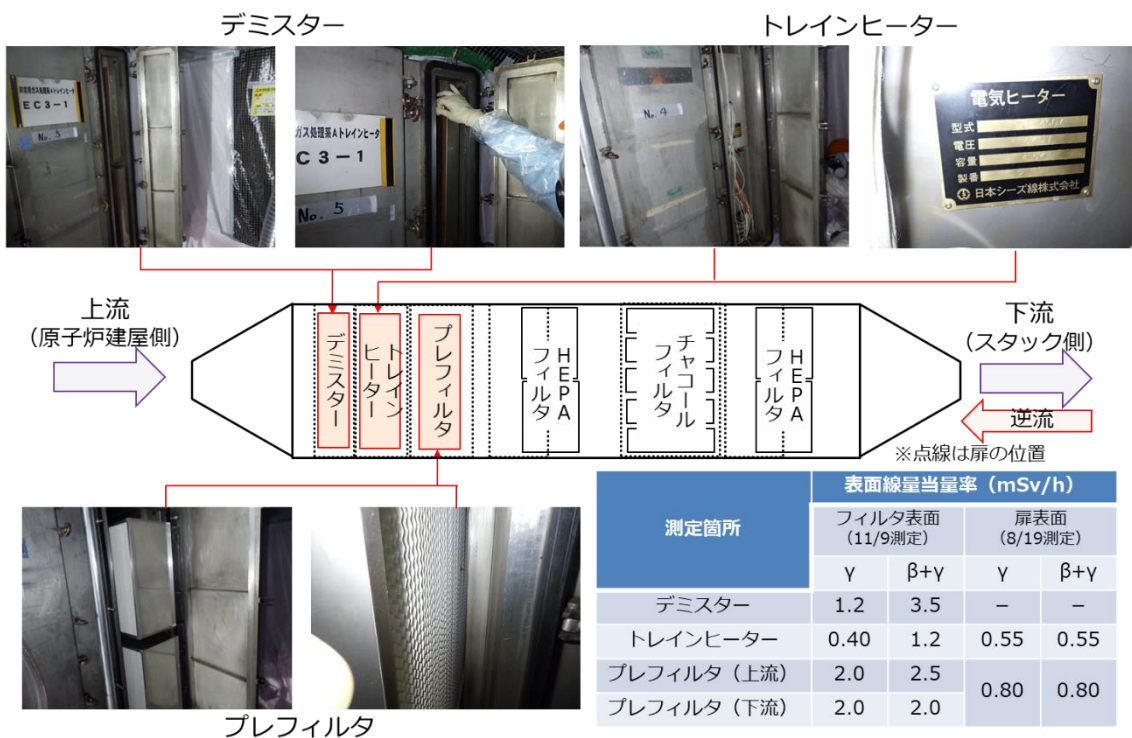 デミスター
トレインヒーター
EC3-1
No. 5
ガス処理系Aトレインヒータ
C 3-1
No. 5
No. 4
電気ヒーター
型式
電圧
容量
製番
日本シーズ線株式会社
上流
(原子炉建屋側)
デミスター
トレイン
ヒーター
プレフィルタ
HEPA
フィルタ
チャコール
フィルタ
HEPA
フィルタ
下流
(スタック側)
逆流
※点線は扉の位置
プレフィルタ
測定箇所
表面線量当量率(mSv/h)
フィルタ表面
(11/9測定)
扉表面
(8/19測定)
γ β+γ γ β+γ
デミスター 1.2 3.5 – –
トレインヒーター 0.40 1.2 0.55 0.55
プレフィルタ(上流) 2.0 2.5 0.80 0.80
プレフィルタ(下流) 2.0 2.0